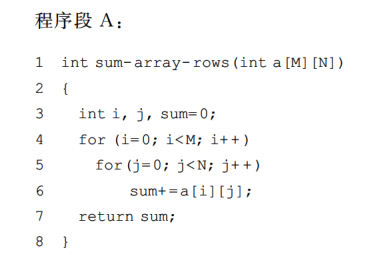 程序段 A：
1 int sum-array-rows(int a[M][N])
2 {
3 int i, j, sum=0;
4 for (i=0; i<M; i++)
5 for(j=0; j<N; j++)
6 sum+=a[i][j];
7 return sum;
8 }